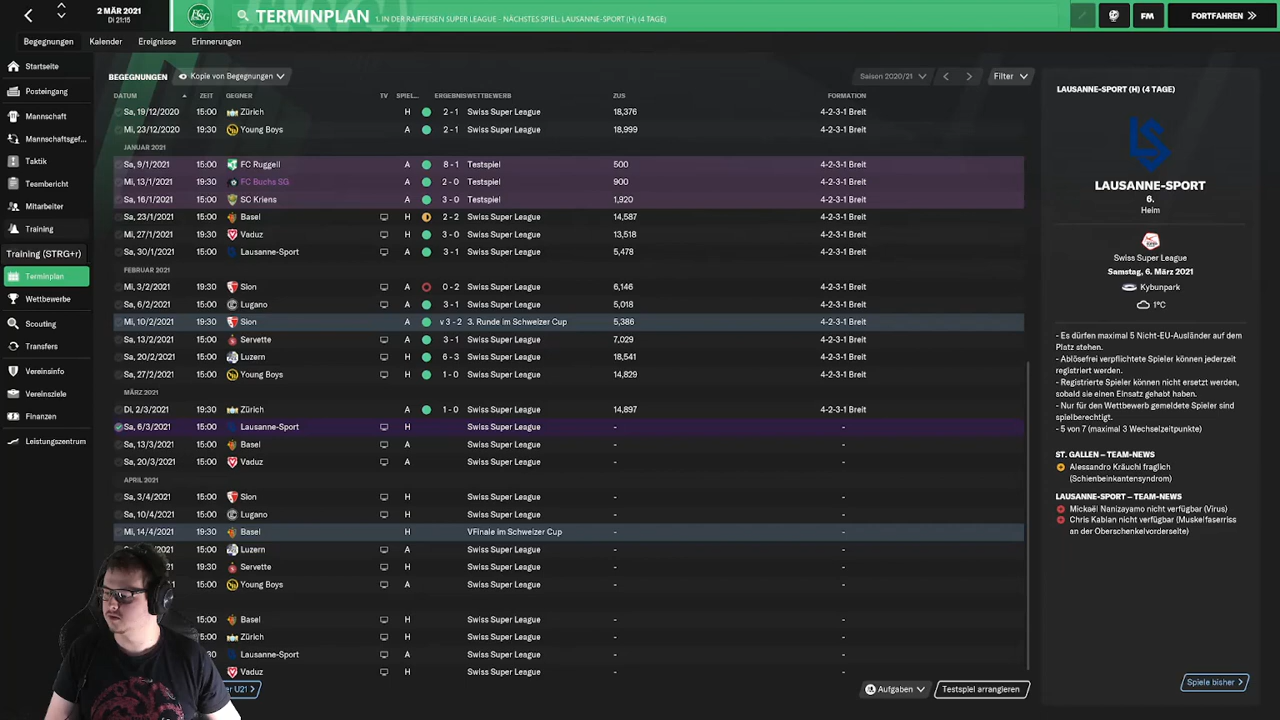 2 MÄR 2021
DI 21:15
TERMINPLAN
1. IN DER RAIFFEISEN SUPER LEAGUE - NÄCHSTES SPIEL: LAUSANNE-SPORT (H) (4 TAGE)
FM
FORTFAHREN
Begegnungen Kalender Ereignisse Erinnerungen
Startseite
Posteingang
Mannschaft
Mannschaftsgef...
Taktik
Teambericht
Mitarbeiter
Training
Training (STRG+r)
Terminplan
Wettbewerbe
Scouting
Transfers
Vereinsinfo
Vereinsziele
Finanzen
Leistungszentrum
BEGEGNUNGEN Kopie von Begegnungen Saison 2020/21 Filter
DATUM ZEIT GEGNER TV SPIEL... ERGEBNIS WETTBEWERB ZUS FORMATION
Sa, 19/12/2020 15:00 Zürich H 2 - 1 Swiss Super League 18,376 4-2-3-1 Breit
Mi, 23/12/2020 19:30 Young Boys A 2 - 1 Swiss Super League 18,999 4-2-3-1 Breit
JANUAR 2021
Sa, 9/1/2021 15:00 FC Ruggell A 8 - 1 Testspiel 500 4-2-3-1 Breit
Mi, 13/1/2021 19:30 FC Buchs SG A 2 - 0 Testspiel 900 4-2-3-1 Breit
Sa, 16/1/2021 15:00 SC Kriens A 3 - 0 Testspiel 1,920 4-2-3-1 Breit
Sa, 23/1/2021 15:00 Basel H 2 - 2 Swiss Super League 14,587 4-2-3-1 Breit
Mi, 27/1/2021 19:30 Vaduz H 3 - 0 Swiss Super League 13,518 4-2-3-1 Breit
Sa, 30/1/2021 15:00 Lausanne-Sport A 3 - 1 Swiss Super League 5,478 4-2-3-1 Breit
FEBRUAR 2021
Mi, 3/2/2021 19:30 Sion A 0 - 2 Swiss Super League 6,146 4-2-3-1 Breit
Sa, 6/2/2021 15:00 Lugano A 3 - 1 Swiss Super League 5,018 4-2-3-1 Breit
Mi, 10/2/2021 19:30 Sion A v 3 - 2 3. Runde im Schweizer Cup 5,386 4-2-3-1 Breit
Sa, 13/2/2021 15:00 Servette A 3 - 1 Swiss Super League 7,029 4-2-3-1 Breit
Sa, 20/2/2021 15:00 Luzern H 6 - 3 Swiss Super League 18,541 4-2-3-1 Breit
Sa, 27/2/2021 15:00 Young Boys H 1 - 0 Swiss Super League 14,829 4-2-3-1 Breit
MÄRZ 2021
Di, 2/3/2021 19:30 Zürich A 1 - 0 Swiss Super League 14,897 4-2-3-1 Breit
Sa, 6/3/2021 15:00 Lausanne-Sport H Swiss Super League - -
Sa, 13/3/2021 15:00 Basel A Swiss Super League - -
Sa, 20/3/2021 15:00 Vaduz A Swiss Super League - -
APRIL 2021
Sa, 3/4/2021 15:00 Sion H Swiss Super League - -
Sa, 10/4/2021 15:00 Lugano H Swiss Super League - -
Mi, 14/4/2021 19:30 Basel H VFinale im Schweizer Cup - -
15:00 Luzern A Swiss Super League - -
19:30 Servette H Swiss Super League - -
15:00 Young Boys A Swiss Super League - -
15:00 Basel H Swiss Super League - -
15:00 Zürich H Swiss Super League - -
Lausanne-Sport A Swiss Super League - -
Vaduz H Swiss Super League - -
U21
Aufgaben
Testspiel arrangieren
LAUSANNE-SPORT (H) (4 TAGE)
LAUSANNE-SPORT
6.
Heim
Swiss Super League
Samstag, 6. März 2021
Kybunpark
1°C
- Es dürfen maximal 5 Nicht-EU-Ausländer auf dem
Platz stehen.
- Ablösefrei verpflichtete Spieler können jederzeit
registriert werden.
- Registrierte Spieler können nicht ersetzt werden,
sobald sie einen Einsatz gehabt haben.
- Nur für den Wettbewerb gemeldete Spieler sind
spielberechtigt.
- 5 von 7 (maximal 3 Wechselzeitpunkte)
ST. GALLEN – TEAM-NEWS
Alessandro Kräuchi fraglich
(Schienbeinkantensyndrom)
LAUSANNE-SPORT – TEAM-NEWS
Mickaël Nanizayamo nicht verfügbar (Virus)
Chris Kablan nicht verfügbar (Muskelfaserriss
an der Oberschenkelvorderseite)
Spiele bisher